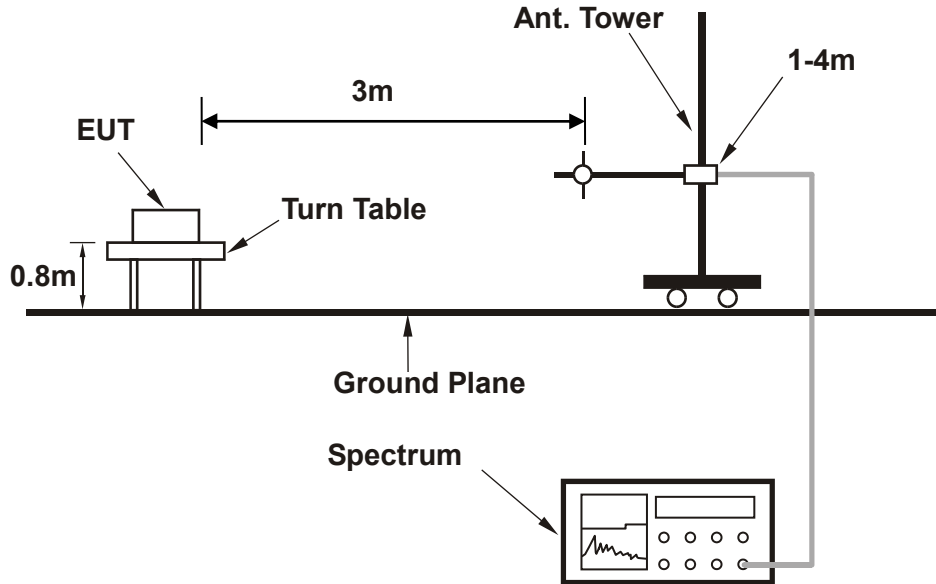 Ant. Tower
1-4m
3m
EUT
Turn Table
0.8m
Ground Plane
Spectrum